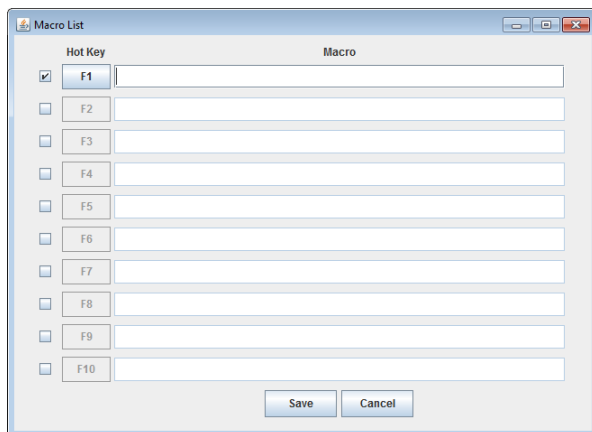 Macro List
Hot Key Macro
F1
F2
F3
F4
F5
F6
F7
F8
F9
F10
Save Cancel